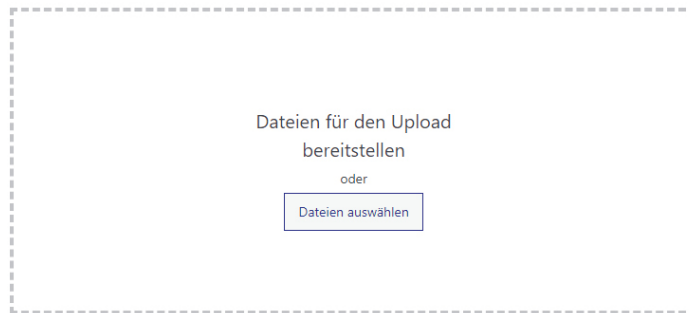 Dateien für den Upload
bereitstellen
oder
Dateien auswählen